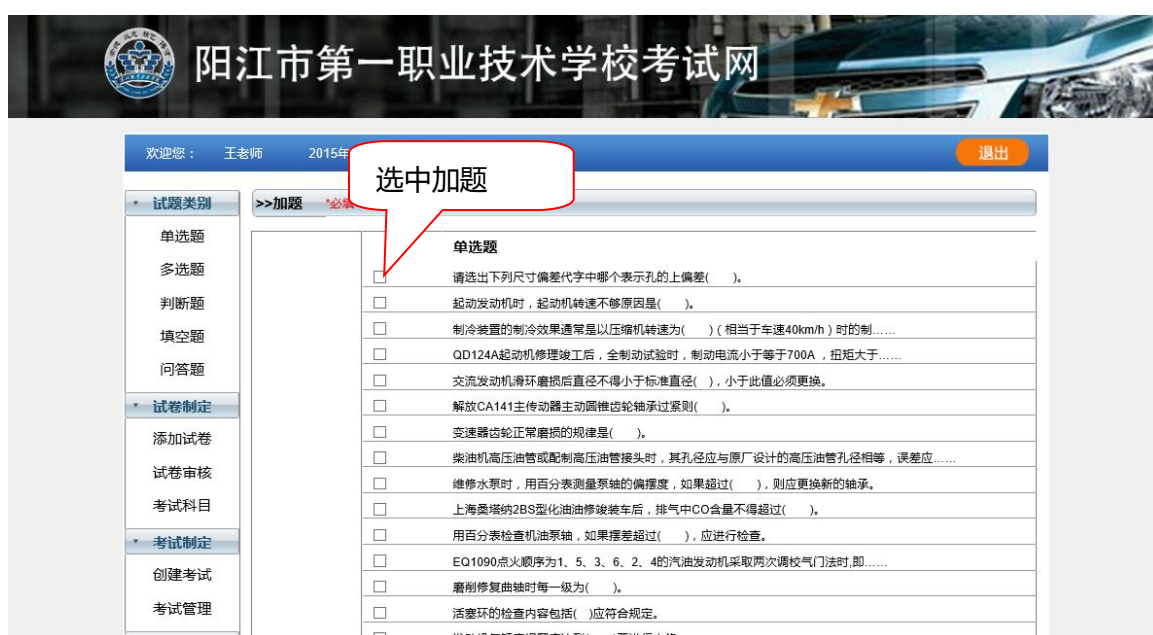 阳江市第一职业技术学校考试网
欢迎您： 王老师 2015年
退出
选中加题
试题类别
单选题
多选题
判断题
填空题
问答题
试卷制定
添加试卷
试卷审核
考试科目
考试制定
创建考试
考试管理
>>加题 *必填
单选题
请选出下列尺寸偏差代字中哪个表示孔的上偏差( )。
起动发动机时，起动机转速不够原因是( )。
制冷装置的制冷效果通常是以压缩机转速为( )（相当于车速40km/h）时的制……
QD124A起动机修理竣工后，全制动试验时，制动电流小于等于700A ，扭矩大于……
交流发动机滑环磨损后直径不得小于标准直径( )，小于此值必须更换。
解放CA141主传动器主动圆锥齿轮轴承过紧则( )。
变速器齿轮正常磨损的规律是( )。
柴油机高压油管或配制高压油管接头时，其孔径应与原厂设计的高压油管孔径相等，误差应……
维修水泵时，用百分表测量泵轴的偏摆度，如果超过( )，则应更换新的轴承。
上海桑塔纳2BS型化油油修竣装车后，排气中CO含量不得超过( )。
用百分表检查机油泵轴，如果摆差超过( )，应进行检查。
EQ1090点火顺序为1、5、3、6、2、4的汽油发动机采取两次调校气门法时,即……
磨削修复曲轴时每一级为( )。
活塞环的检查内容包括( )应符合规定。